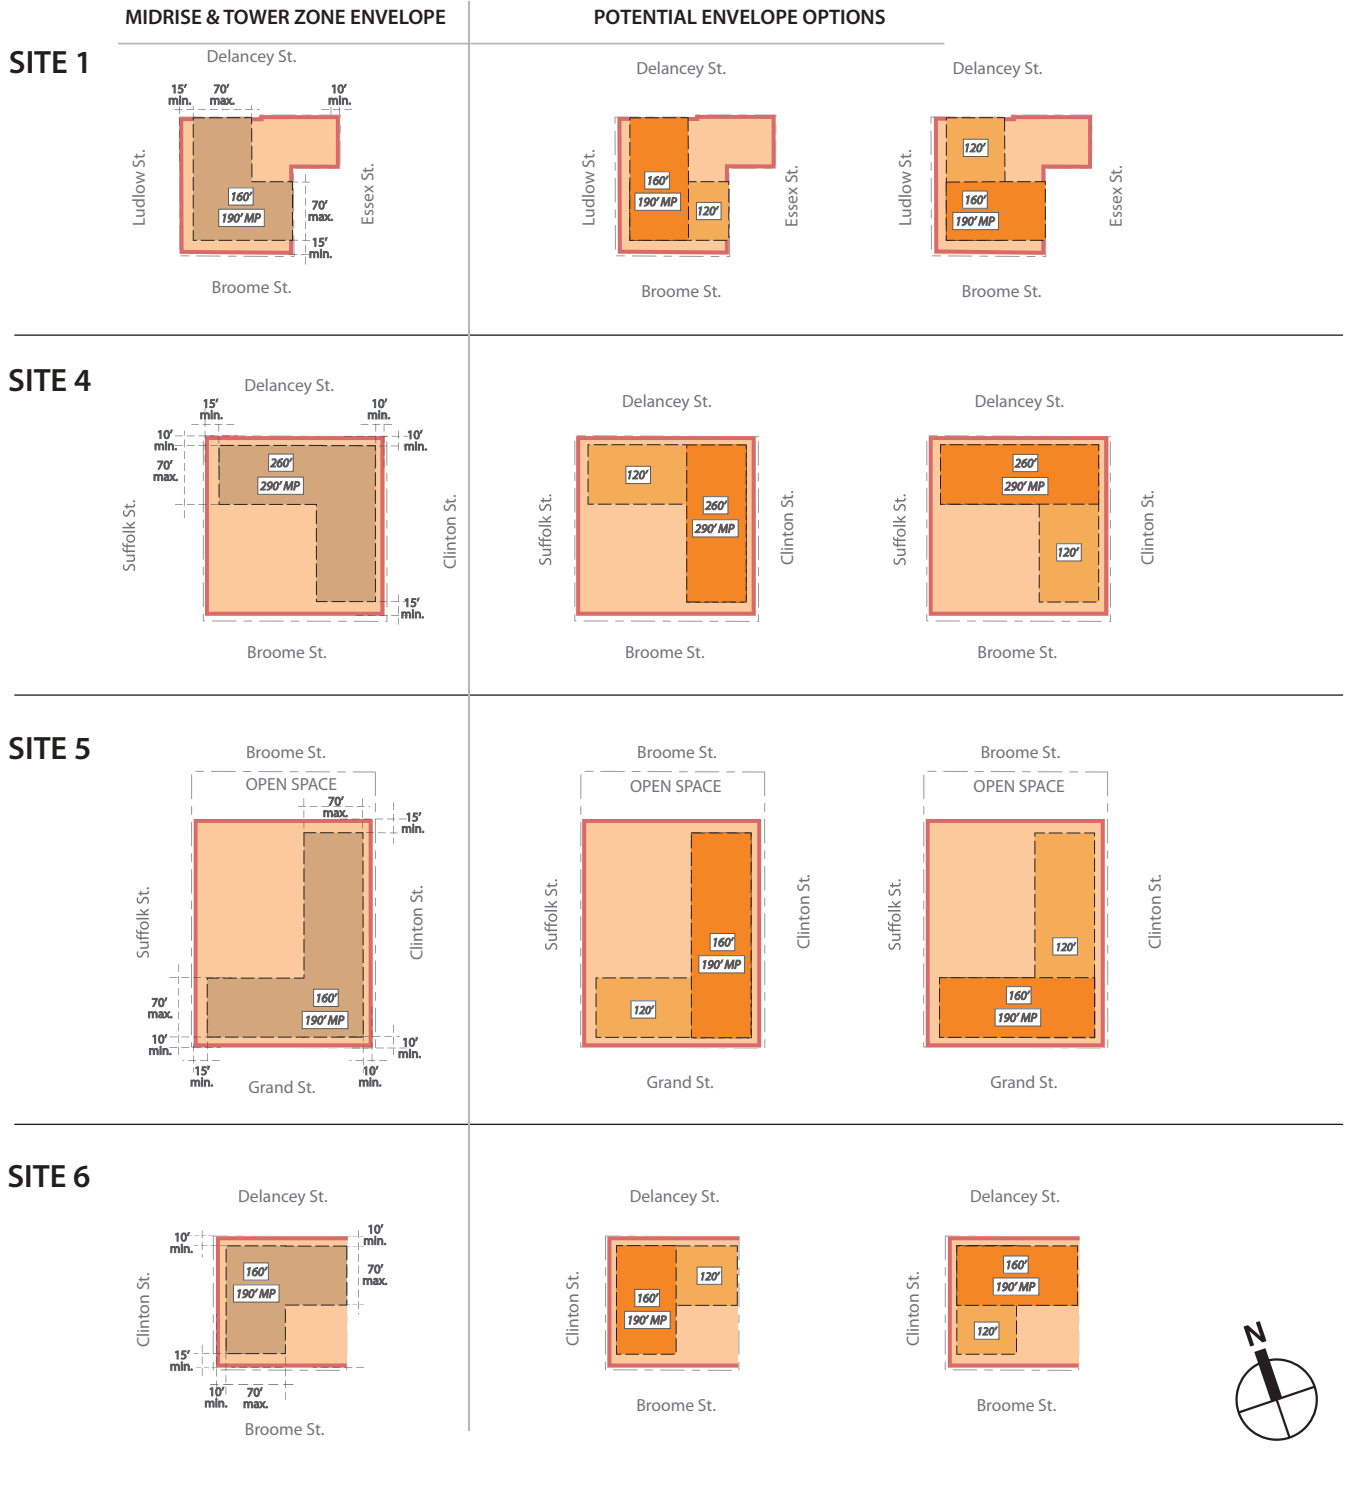 MIDRISE & TOWER ZONE ENVELOPE
POTENTIAL ENVELOPE OPTIONS
SITE 1
Delancey St.
15'
min.
70'
max.
10'
min.
Ludlow St.
160'
190' MP
70'
max.
15'
min.
Essex St.
Broome St.
Delancey St.
Ludlow St.
160'
190' MP
120'
Essex St.
Broome St.
Delancey St.
Ludlow St.
120'
160'
190' MP
Essex St.
Broome St.
SITE 4
Delancey St.
15'
min.
10'
min.
10'
min.
10'
min.
70'
max.
260'
290' MP
Suffolk St.
Clinton St.
15'
min.
Broome St.
Delancey St.
120'
260'
290' MP
Suffolk St.
Clinton St.
Broome St.
Delancey St.
260'
290' MP
120'
Suffolk St.
Clinton St.
Broome St.
SITE 5
Broome St.
OPEN SPACE
70'
max.
15'
min.
Suffolk St.
Clinton St.
160'
190' MP
70'
max.
10'
min.
10'
min.
15'
min.
10'
min.
Grand St.
Broome St.
OPEN SPACE
Suffolk St.
160'
190' MP
120'
Clinton St.
Grand St.
Broome St.
OPEN SPACE
Suffolk St.
120'
160'
190' MP
Clinton St.
Grand St.
SITE 6
Delancey St.
10'
min.
10'
min.
160'
190' MP
70'
max.
Clinton St.
15'
min.
10'
min.
70'
max.
Broome St.
Delancey St.
120'
160'
190' MP
Clinton St.
Broome St.
Delancey St.
160'
190' MP
120'
Clinton St.
Broome St.
N